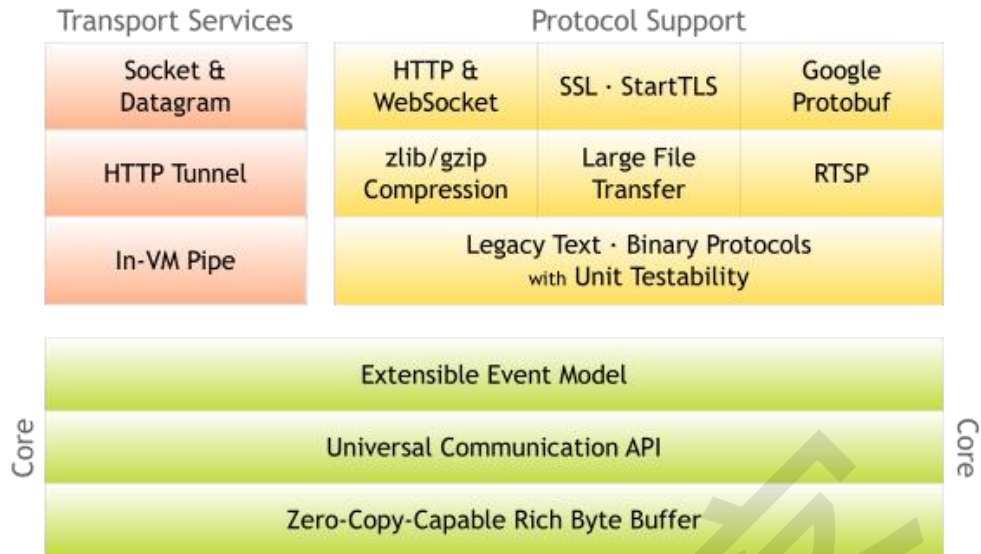 Transport Services
Protocol Support
Socket &
Datagram
HTTP &
WebSocket
SSL · StartTLS
Google
Protobuf
HTTP Tunnel
zlib/gzip
Compression
Large File
Transfer
RTSP
In-VM Pipe
Legacy Text · Binary Protocols
with Unit Testability
Core
Extensible Event Model
Universal Communication API
Zero-Copy-Capable Rich Byte Buffer
Core